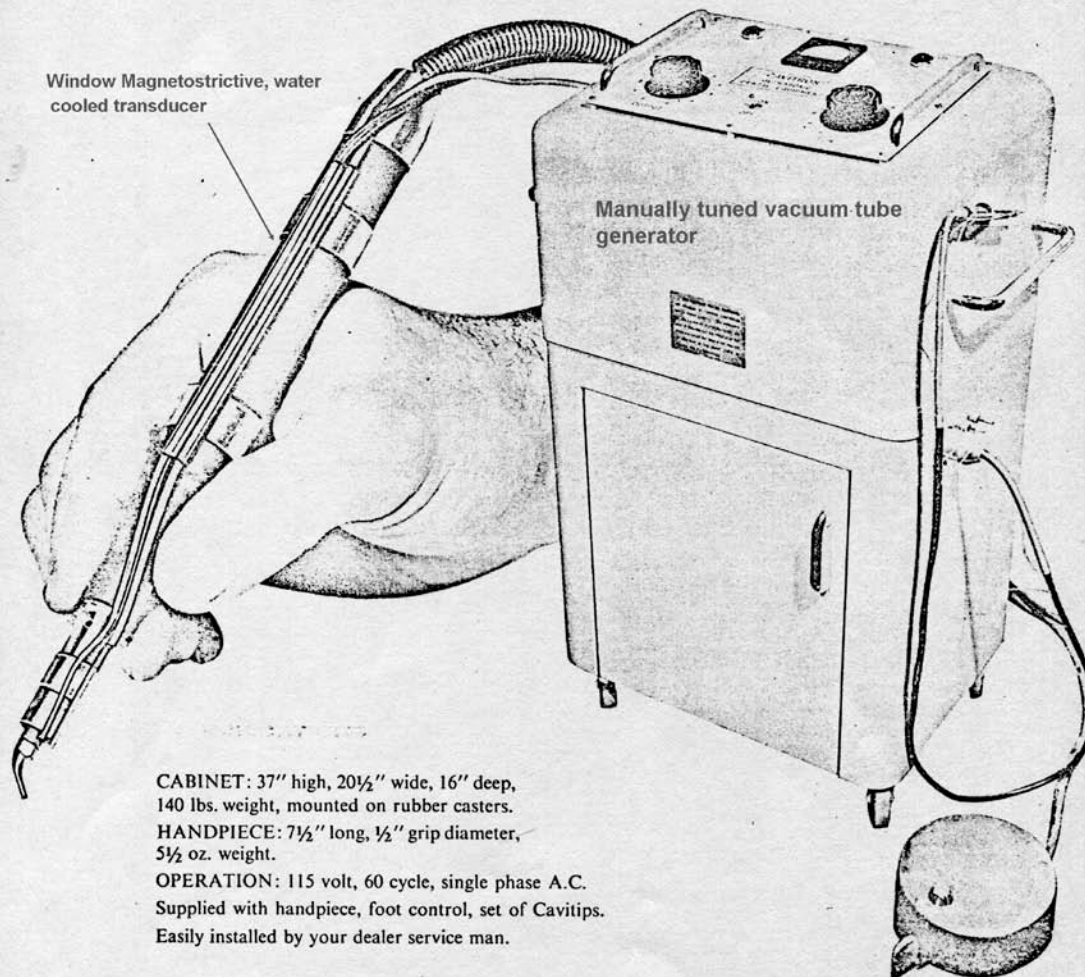 Window Magnetostrictive, water
cooled transducer
CAVITRON
Manually tuned vacuum tube
generator
CABINET: 37" high, 20½" wide, 16" deep,
140 lbs. weight, mounted on rubber casters.
HANDPIECE: 7½" long, ½" grip diameter,
5½ oz. weight.
OPERATION: 115 volt, 60 cycle, single phase A.C.
Supplied with handpiece, foot control, set of Cavitips.
Easily installed by your dealer service man.